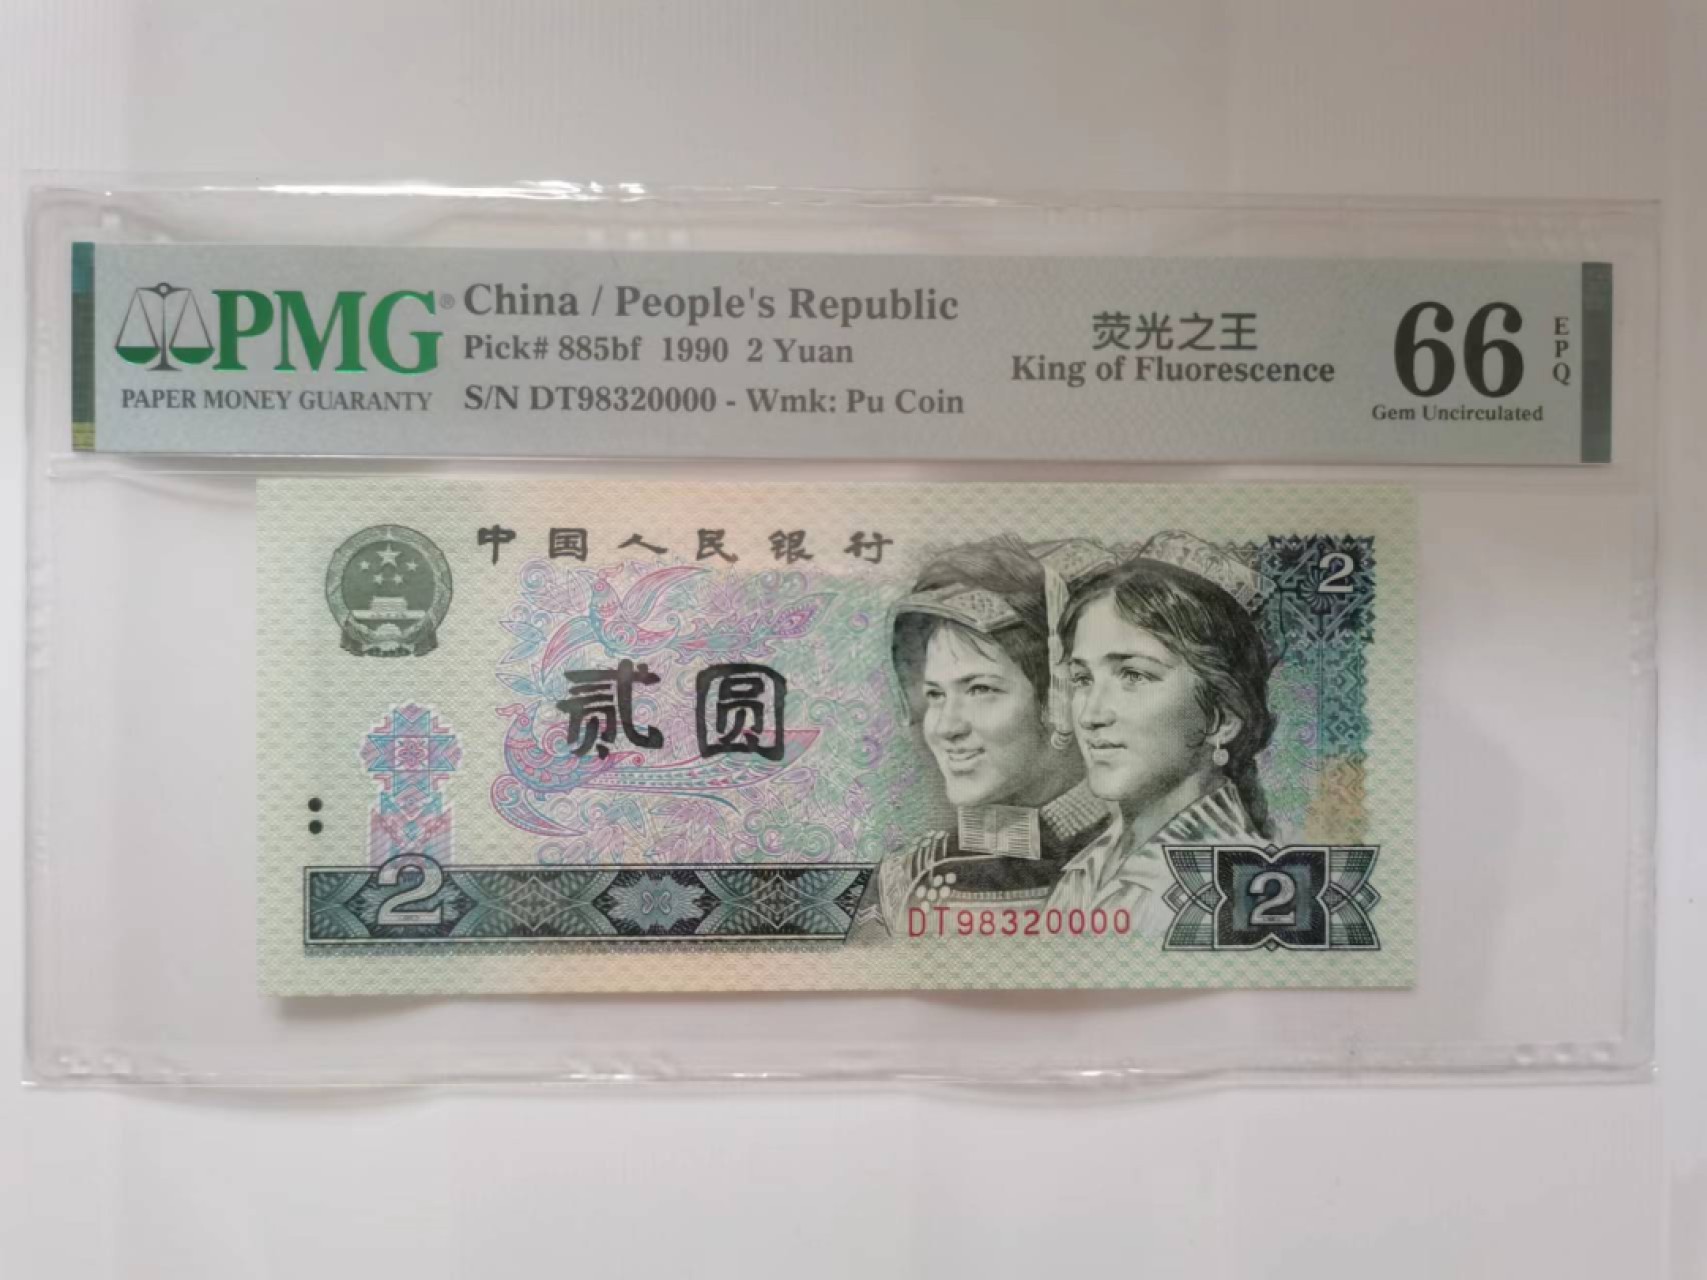 PMG®
PAPER MONEY GUARANTY
China / People's Republic
Pick# 885bf 1990 2 Yuan
S/N DT98320000 - Wmk: Pu Coin
荧光之王
King of Fluorescence
66
EPQ
Gem Uncirculated
中国人民银行
2
贰圆
2
DT98320000
2